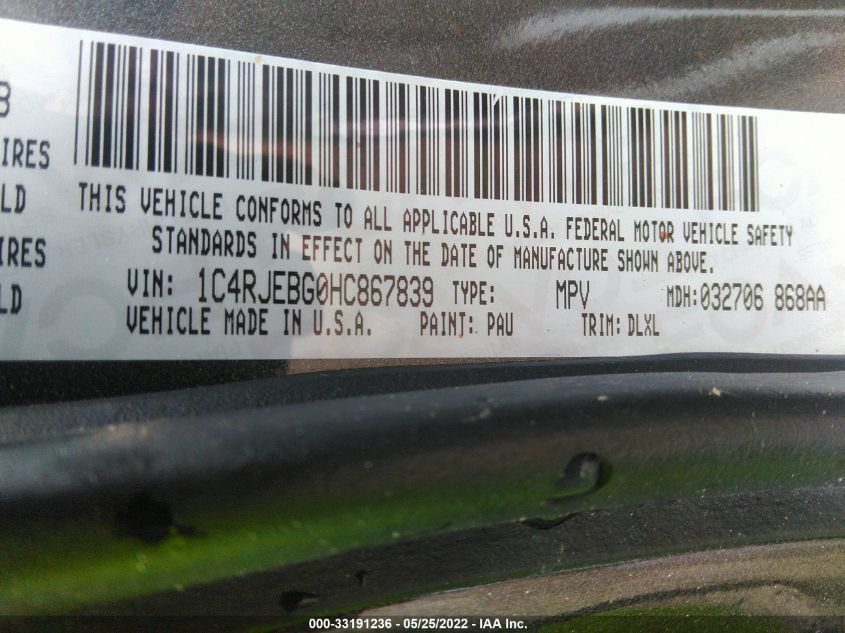 3
IRES
LD
IRES
LD
THIS VEHICLE CONFORMS TO ALL APPLICABLE U.S.A. FEDERAL MOTOR VEHICLE SAFETY
STANDARDS IN EFFECT ON THE DATE OF MANUFACTURE SHOWN ABOVE.
VIN: 1C4RJEBG0HC867839 TYPE: MPV MDH:032706 868AA
VEHICLE MADE IN U.S.A. PAINT: PAU TRIM: DLXL
000-33191236 - 05/25/2022 - IAA Inc.